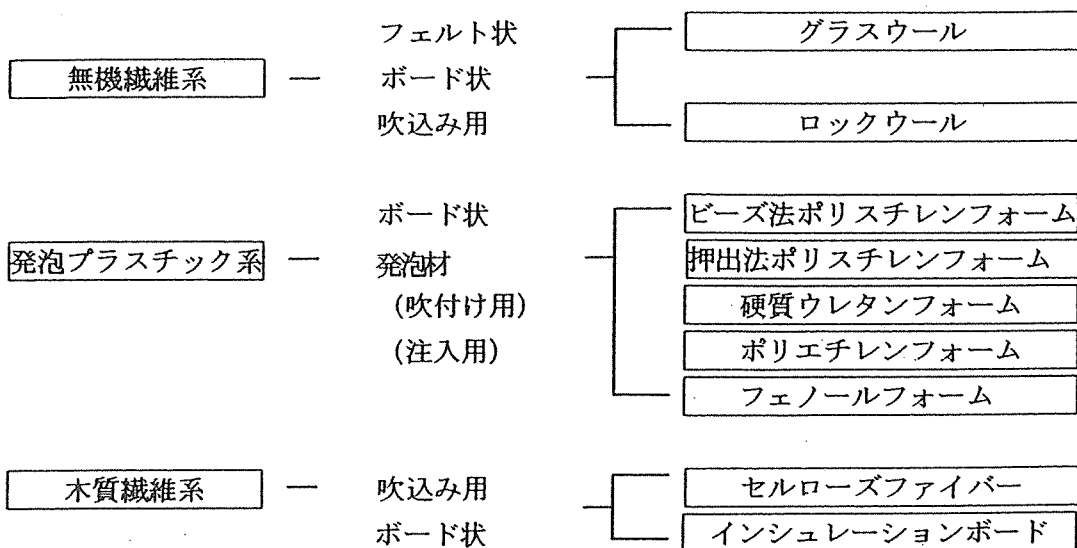 フェルト状
グラスウール
無機繊維系
ボード状
吹込み用
ロックウール
ボード状
ビーズ法ポリスチレンフォーム
発泡プラスチック系
発泡材
押出法ポリスチレンフォーム
(吹付け用)
硬質ウレタンフォーム
(注入用)
ポリエチレンフォーム
フェノールフォーム
木質繊維系
吹込み用
セルローズファイバー
ボード状
インシュレーションボード